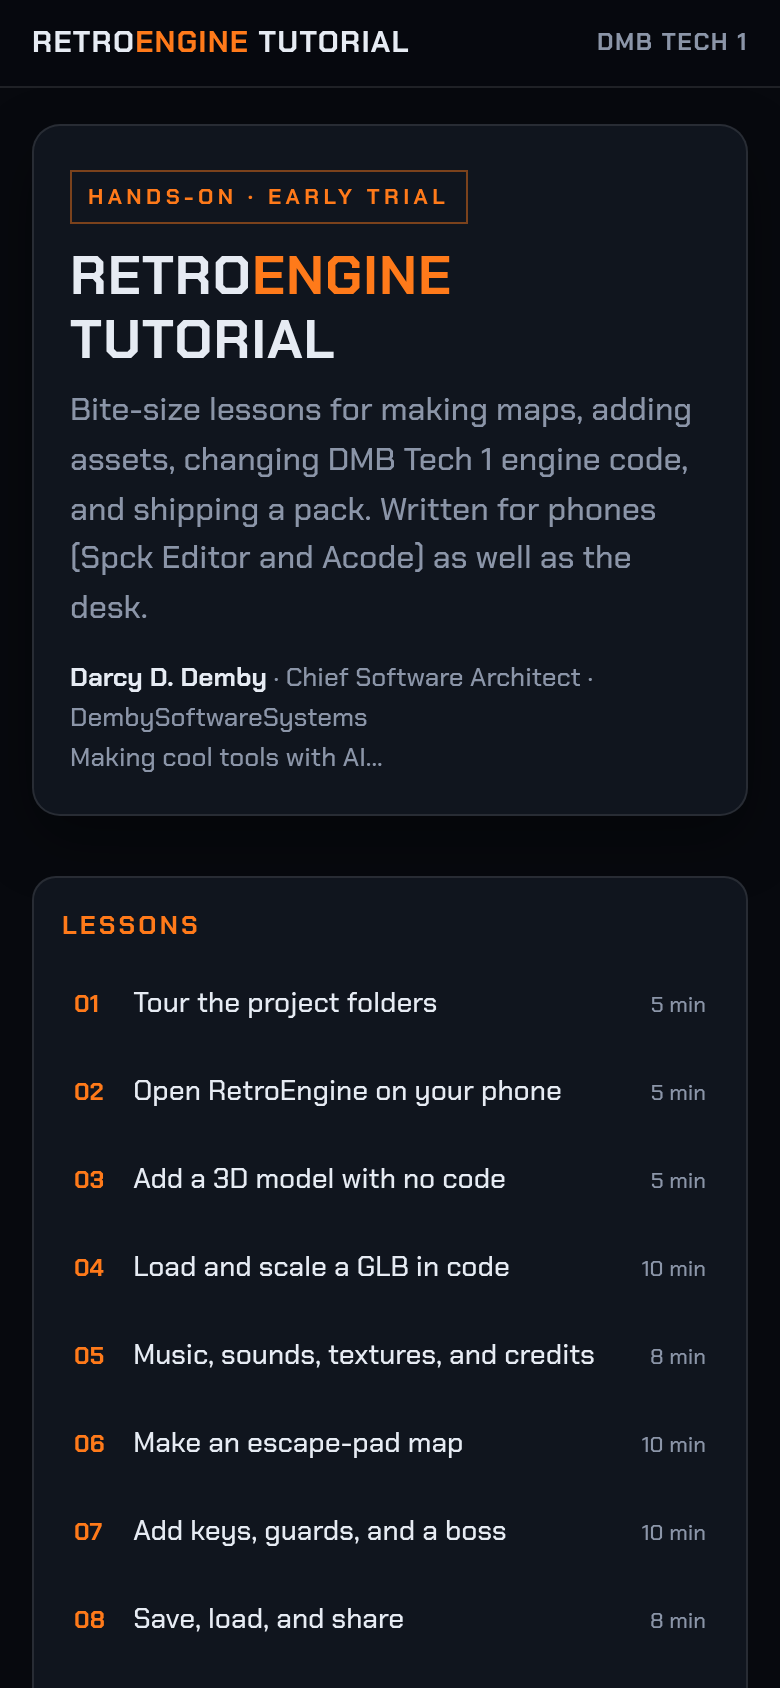 RETROENGINE TUTORIAL
DMB TECH 1
HANDS-ON · EARLY TRIAL
RETROENGINE
TUTORIAL
Bite-size lessons for making maps, adding
assets, changing DMB Tech 1 engine code,
and shipping a pack. Written for phones
(Spck Editor and Acode) as well as the
desk.
Darcy D. Demby · Chief Software Architect ·
DembySoftwareSystems
Making cool tools with AI...
LESSONS
01 Tour the project folders 5 min
02 Open RetroEngine on your phone 5 min
03 Add a 3D model with no code 5 min
04 Load and scale a GLB in code 10 min
05 Music, sounds, textures, and credits 8 min
06 Make an escape-pad map 10 min
07 Add keys, guards, and a boss 10 min
08 Save, load, and share 8 min